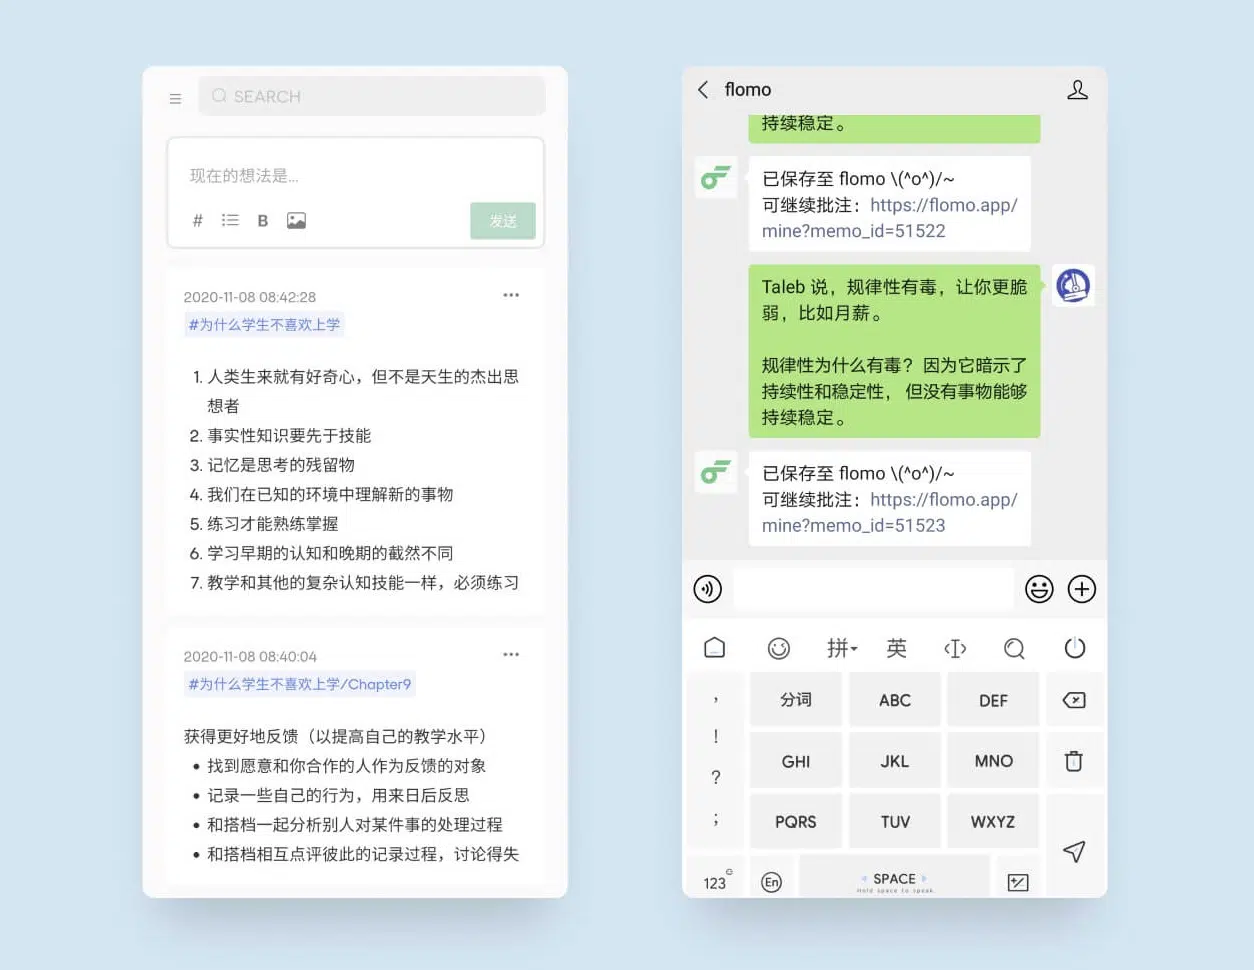 SEARCH
现在的想法是...
# B
发送
2020-11-08 08:42:28
#为什么学生不喜欢上学
1. 人类生来就有好奇心，但不是天生的杰出思
想者
2. 事实性知识要先于技能
3. 记忆是思考的残留物
4. 我们在已知的环境中理解新的事物
5. 练习才能熟练掌握
6. 学习早期的认知和晚期的截然不同
7. 教学和其他的复杂认知技能一样，必须练习
2020-11-08 08:40:04
#为什么学生不喜欢上学/Chapter9
获得更好地反馈（以提高自己的教学水平）
• 找到愿意和你合作的人作为反馈的对象
• 记录一些自己的行为，用来日后反思
• 和搭档一起分析别人对某件事的处理过程
• 和搭档相互点评彼此的记录过程，讨论得失
flomo
持续稳定。
已保存至 flomo \(^o^)/~
可继续批注：https://flomo.app/
mine?memo_id=51522
Taleb 说，规律性有毒，让你更脆
弱，比如月薪。
规律性为什么有毒？因为它暗示了
持续性和稳定性， 但没有事物能够
持续稳定。
已保存至 flomo \(^o^)/~
可继续批注：https://flomo.app/
mine?memo_id=51523
拼 英
， 分词 ABC DEF
！ GHI JKL MNO
？ PQRS TUV WXYZ
；
123 En SPACE
Hold space to speak.